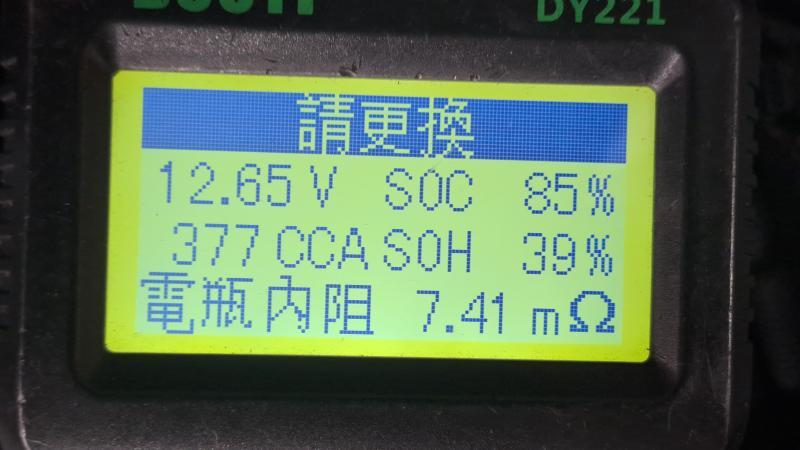 DY221
請更換
12.65 V SOC 85%
377 CCA SOH 39%
電瓶內阻 7.41 mΩ